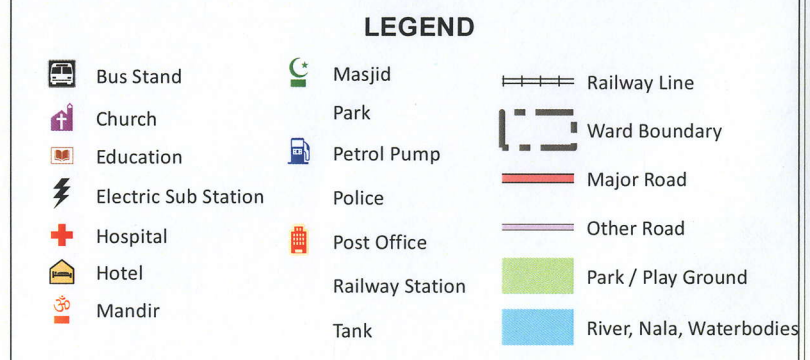 LEGEND
Bus Stand
Church
Education
Electric Sub Station
Hospital
Hotel
ॐ
Mandir
Masjid
Park
Petrol Pump
Police
Post Office
Railway Station
Tank
Railway Line
Ward Boundary
Major Road
Other Road
Park / Play Ground
River, Nala, Waterbodies